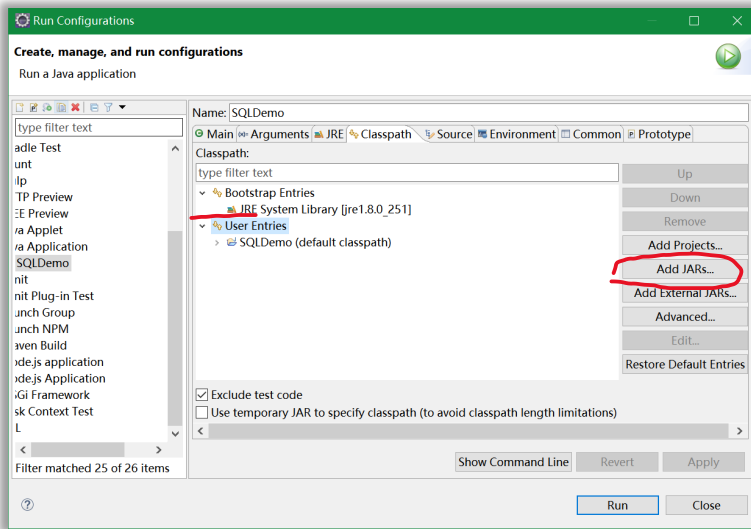 Run Configurations
Create, manage, and run configurations
Run a Java application
type filter text
adle Test
unt
lp
TP Preview
EE Preview
va Applet
va Application
SQLDemo
nit
nit Plug-in Test
unch Group
unch NPM
aven Build
ode.js application
ode.js Application
Gi Framework
sk Context Test
L
Filter matched 25 of 26 items
Name: SQLDemo
Main Arguments JRE Classpath Source Environment Common Prototype
Classpath:
type filter text
Bootstrap Entries
JRE System Library [jre1.8.0_251]
User Entries
SQLDemo (default classpath)
Up
Down
Remove
Add Projects...
Add JARs...
Add External JARs...
Advanced...
Edit...
Restore Default Entries
Exclude test code
Use temporary JAR to specify classpath (to avoid classpath length limitations)
Show Command Line Revert Apply
Run Close